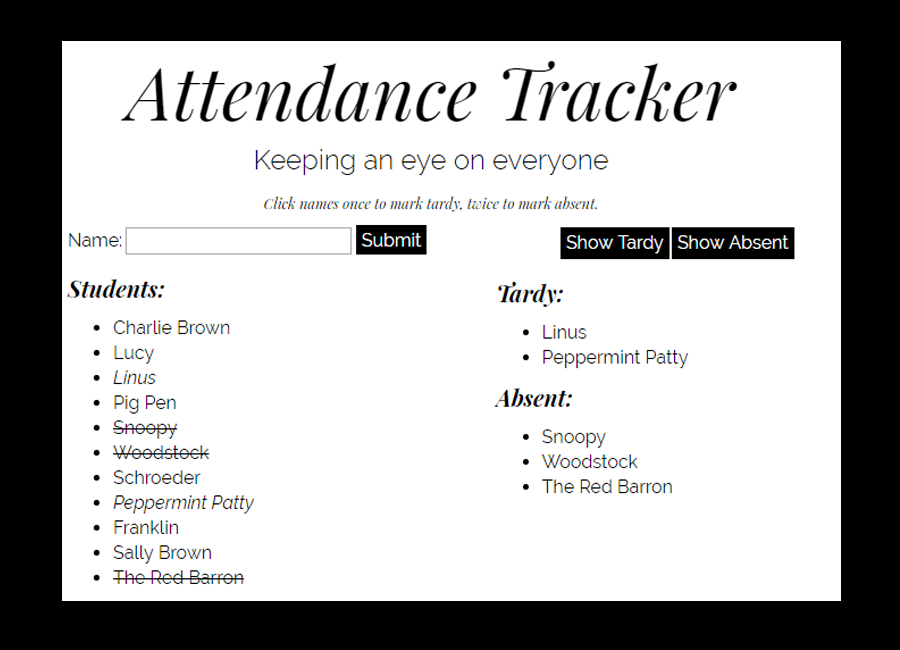 Attendance Tracker
Keeping an eye on everyone
Click names once to mark tardy, twice to mark absent.
Name: Submit
Show Tardy Show Absent
Students:
Charlie Brown
Lucy
Linus
Pig Pen
Snoopy
Woodstock
Schroeder
Peppermint Patty
Franklin
Sally Brown
The Red Barron
Tardy:
Linus
Peppermint Patty
Absent:
Snoopy
Woodstock
The Red Barron